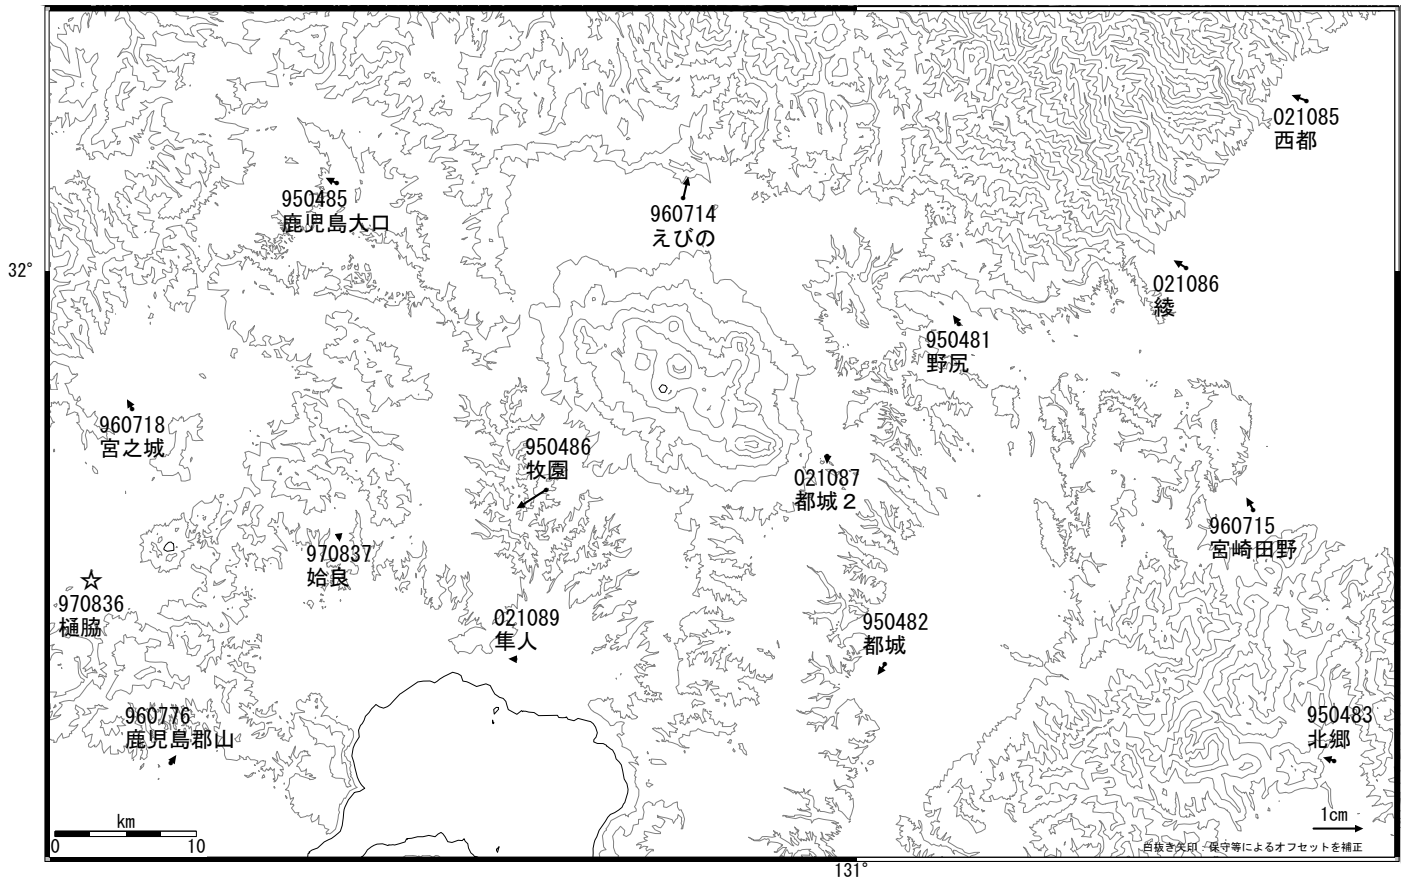 021085
西都
950485
鹿児島大口
960714
えびの
32°
021086
綾
950481
野尻
960718
宮之城
950486
牧園
021087
都城２
960715
宮崎田野
970837
姶良
970836
樋脇
021089
隼人
950482
都城
960776
鹿児島郡山
950483
北郷
km
0 10
1cm
白抜き矢印：保守等によるオフセットを補正
131°